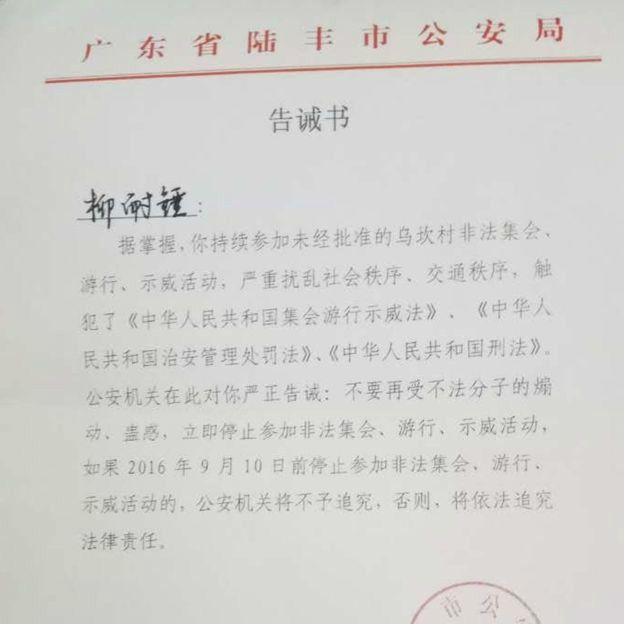 广东省陆丰市公安局
告诫书
柳耐锤：
据掌握，你持续参加未经批准的乌坎村非法集会、
游行、示威活动，严重扰乱社会秩序、交通秩序，触
犯了《中华人民共和国集会游行示威法》、《中华人
民共和国治安管理处罚法》、《中华人民共和国刑法》。
公安机关在此对你严正告诫：不要再受不法分子的煽
动、蛊惑，立即停止参加非法集会、游行、示威活动，
如果 2016 年 9 月 10 日前停止参加非法集会、游行、
示威活动的，公安机关将不予追究，否则，将依法追究
法律责任。
市公安